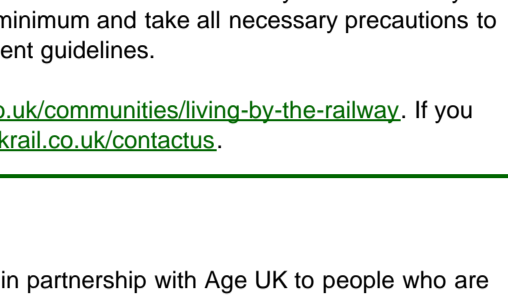 minimum and take all necessary precautions to
ent guidelines.
o.uk/communities/living-by-the-railway. If you
krail.co.uk/contactus.
in partnership with Age UK to people who are